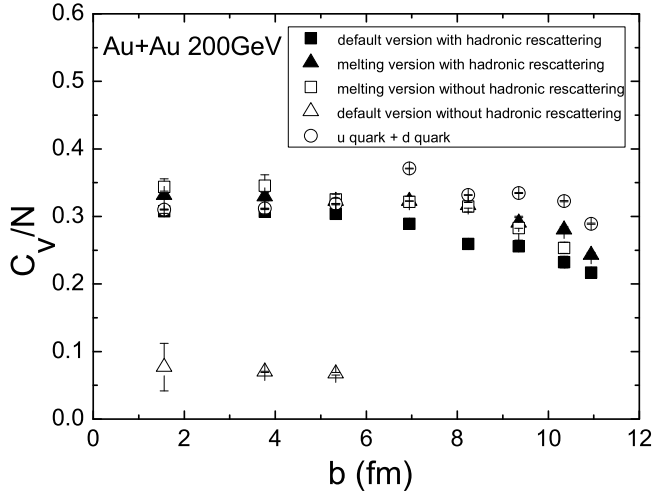 Au+Au 200GeV
default version with hadronic rescattering
melting version with hadronic rescattering
melting version without hadronic rescattering
default version without hadronic rescattering
u quark + d quark
0.6
0.5
0.4
0.3
0.2
0.1
0.0
C_V/N
0 2 4 6 8 10 12
b (fm)